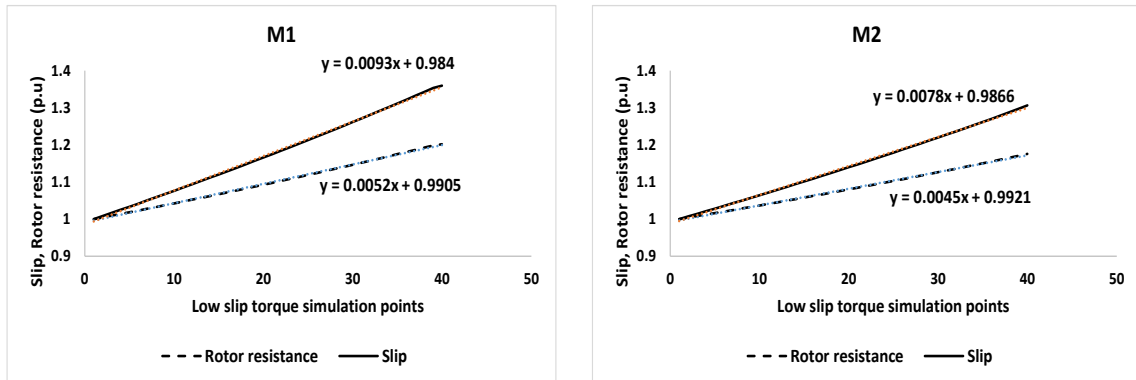 M1
y = 0.0093x + 0.984
y = 0.0052x + 0.9905
Slip, Rotor resistance (p.u)
1.4
1.3
1.2
1.1
1
0.9
0 10 20 30 40 50
Low slip torque simulation points
Rotor resistance Slip
M2
y = 0.0078x + 0.9866
y = 0.0045x + 0.9921
Slip, Rotor resistance (p.u)
1.4
1.3
1.2
1.1
1
0.9
0 10 20 30 40 50
Low slip torque simulation points
Rotor resistance Slip